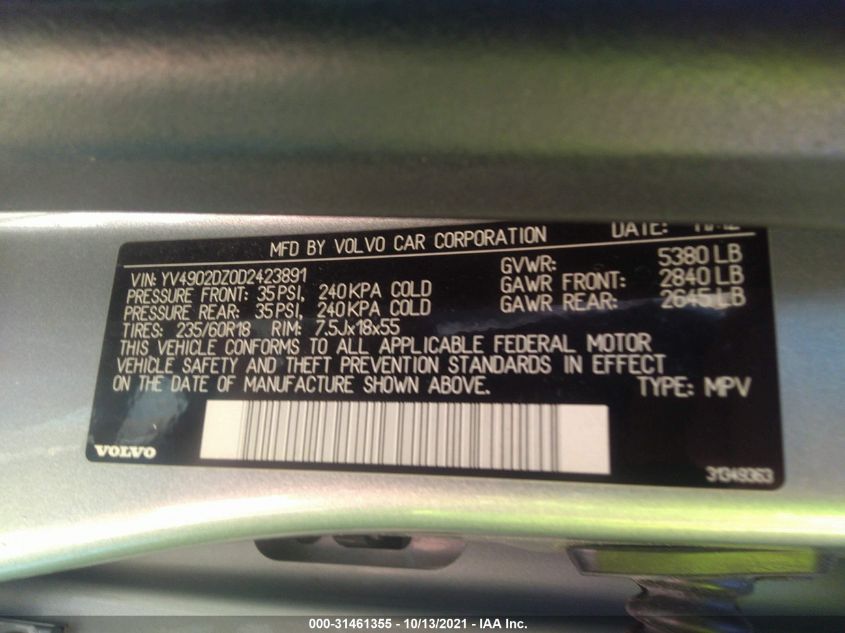 MFD BY VOLVO CAR CORPORATION DATE:
VIN: YV4902DZ0D2423891
PRESSURE FRONT: 35 PSI, 240 KPA COLD
PRESSURE REAR: 35 PSI, 240 KPA COLD
TIRES: 235/60R18 RIM: 7.5Jx18x55
GVWR: 5380 LB
GAWR FRONT: 2840 LB
GAWR REAR: 2645 LB
THIS VEHICLE CONFORMS TO ALL APPLICABLE FEDERAL MOTOR
VEHICLE SAFETY AND THEFT PREVENTION STANDARDS IN EFFECT
ON THE DATE OF MANUFACTURE SHOWN ABOVE. TYPE: MPV
VOLVO
31349363
000-31461355 - 10/13/2021 - IAA Inc.